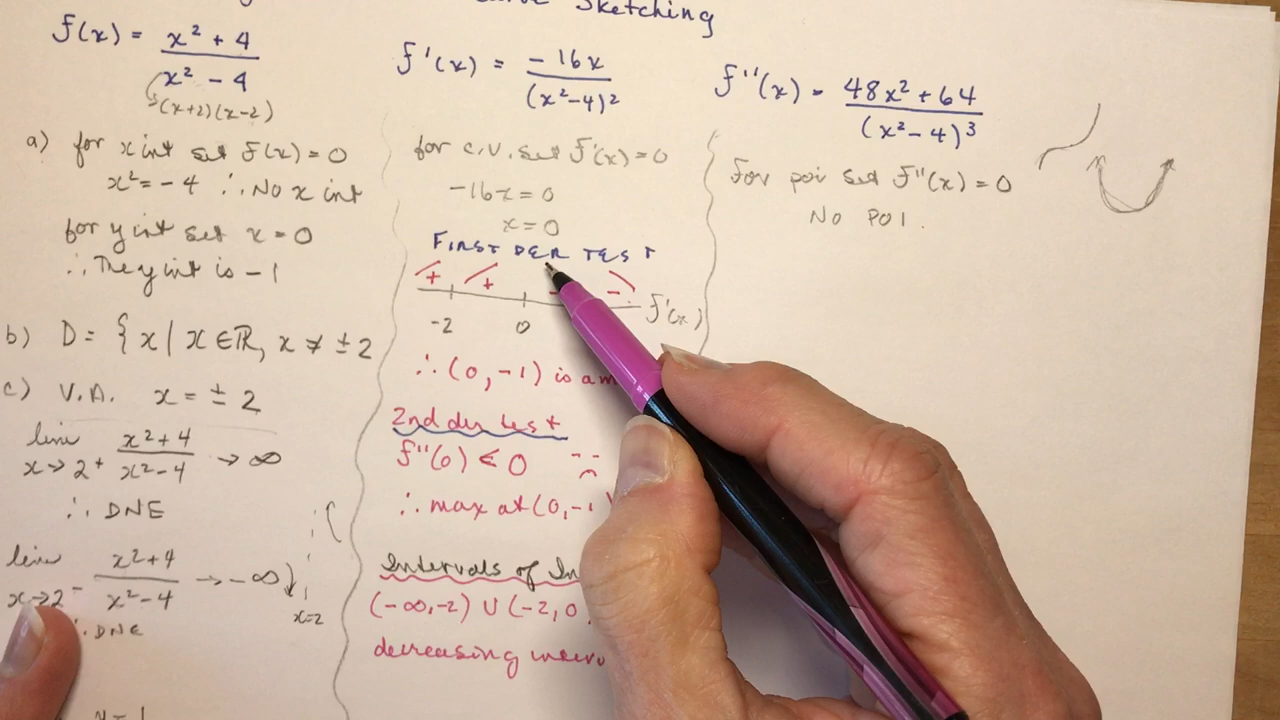 Sketching
f(x) = x² + 4 / x² - 4
(x+2)(x-2)
a) for x int set f(x) = 0
x² = -4 ∴ No x int
for y int set x = 0
∴ The y int is -1
b) D = { x | x ∈ ℝ, x ≠ ± 2
c) V.A. x = ± 2
lim x→2⁺ x²+4 / x²-4 → ∞
∴ DNE
lim x→2⁻ x²+4 / x²-4 → -∞
x=2
∴ DNE
f'(x) = -16x / (x²-4)²
for c.v. set f'(x) = 0
-16x = 0
x = 0
FIRST DER TEST
+ + - -
-2 0 f'(x)
∴ (0, -1) is a m
2nd der test
f''(0) < 0
∴ max at (0, -1
Intervals of In
(-∞, -2) ∪ (-2, 0
decreasing
f''(x) = 48x² + 64 / (x² - 4)³
For poi set f''(x) = 0
NO POI.